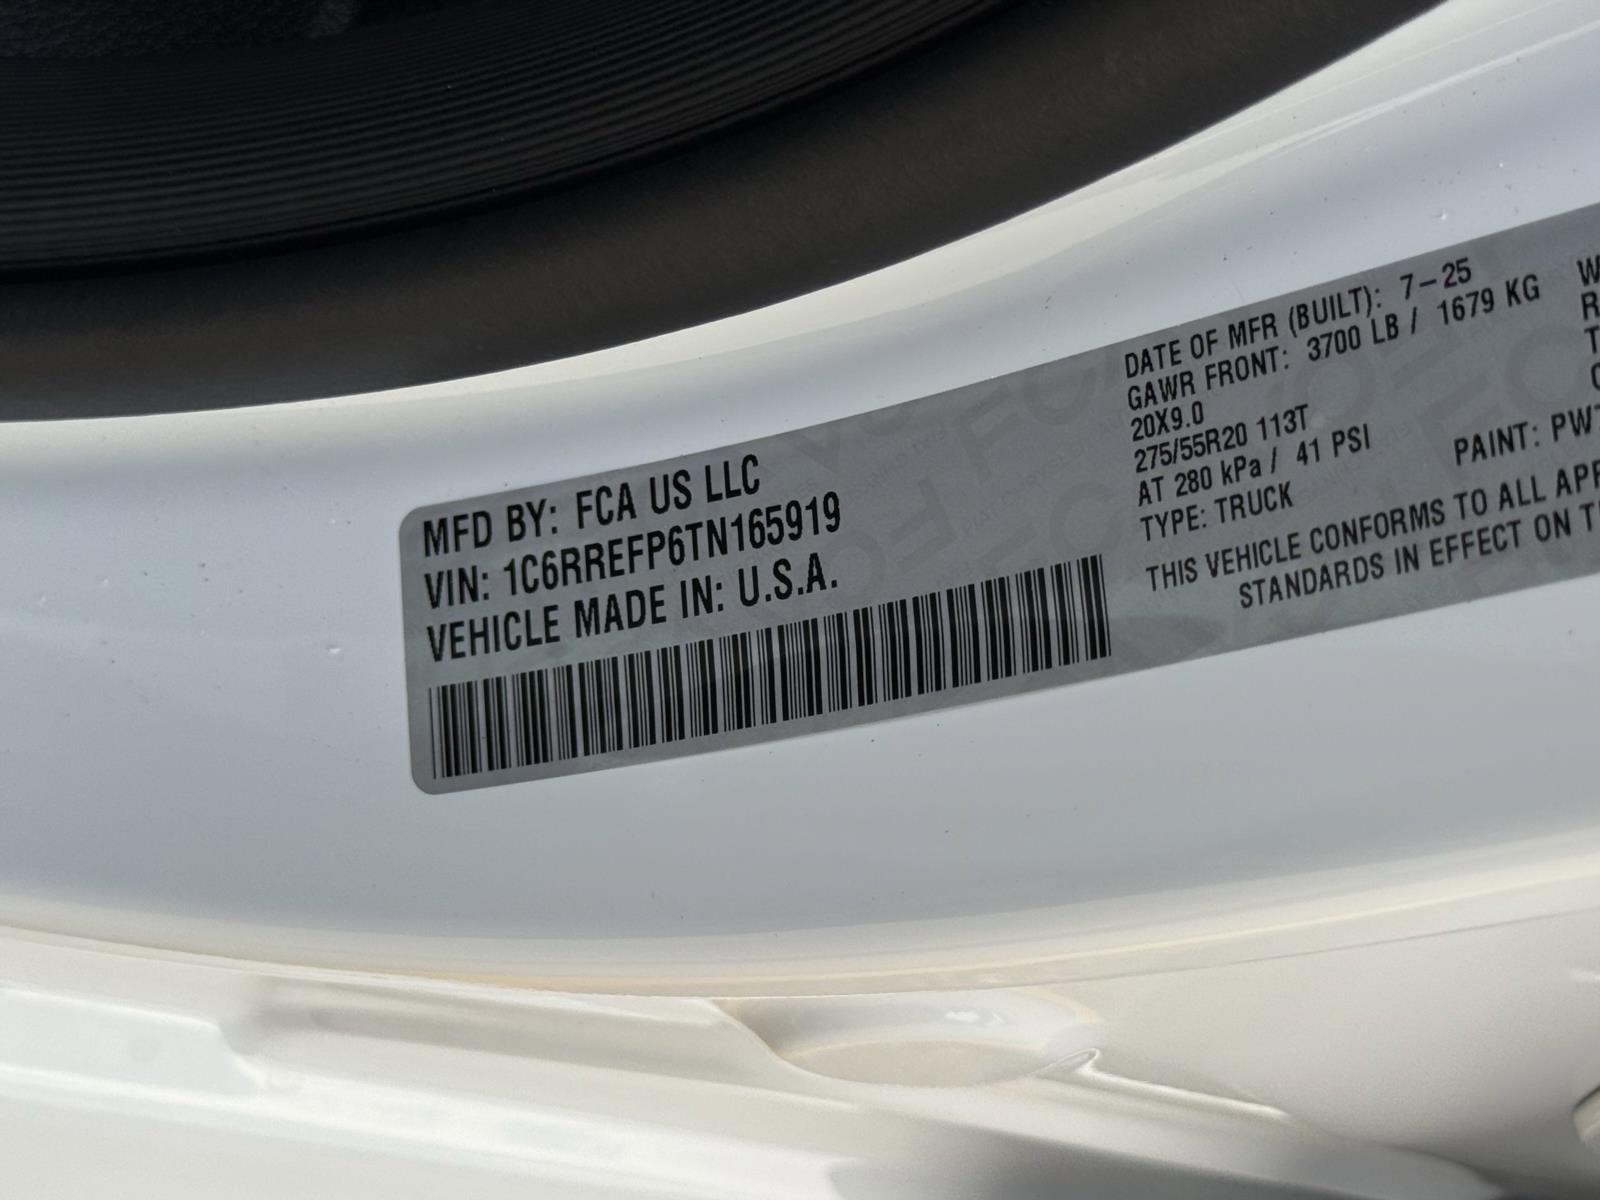 MFD BY: FCA US LLC
VIN: 1C6RREFP6TN165919
VEHICLE MADE IN: U.S.A.
DATE OF MFR (BUILT): 7-25
GAWR FRONT: 3700 LB / 1679 KG
20X9.0
275/55R20 113T
AT 280 kPa / 41 PSI
TYPE: TRUCK
PAINT:
THIS VEHICLE CONFORMS TO ALL
STANDARDS IN EFFECT ON